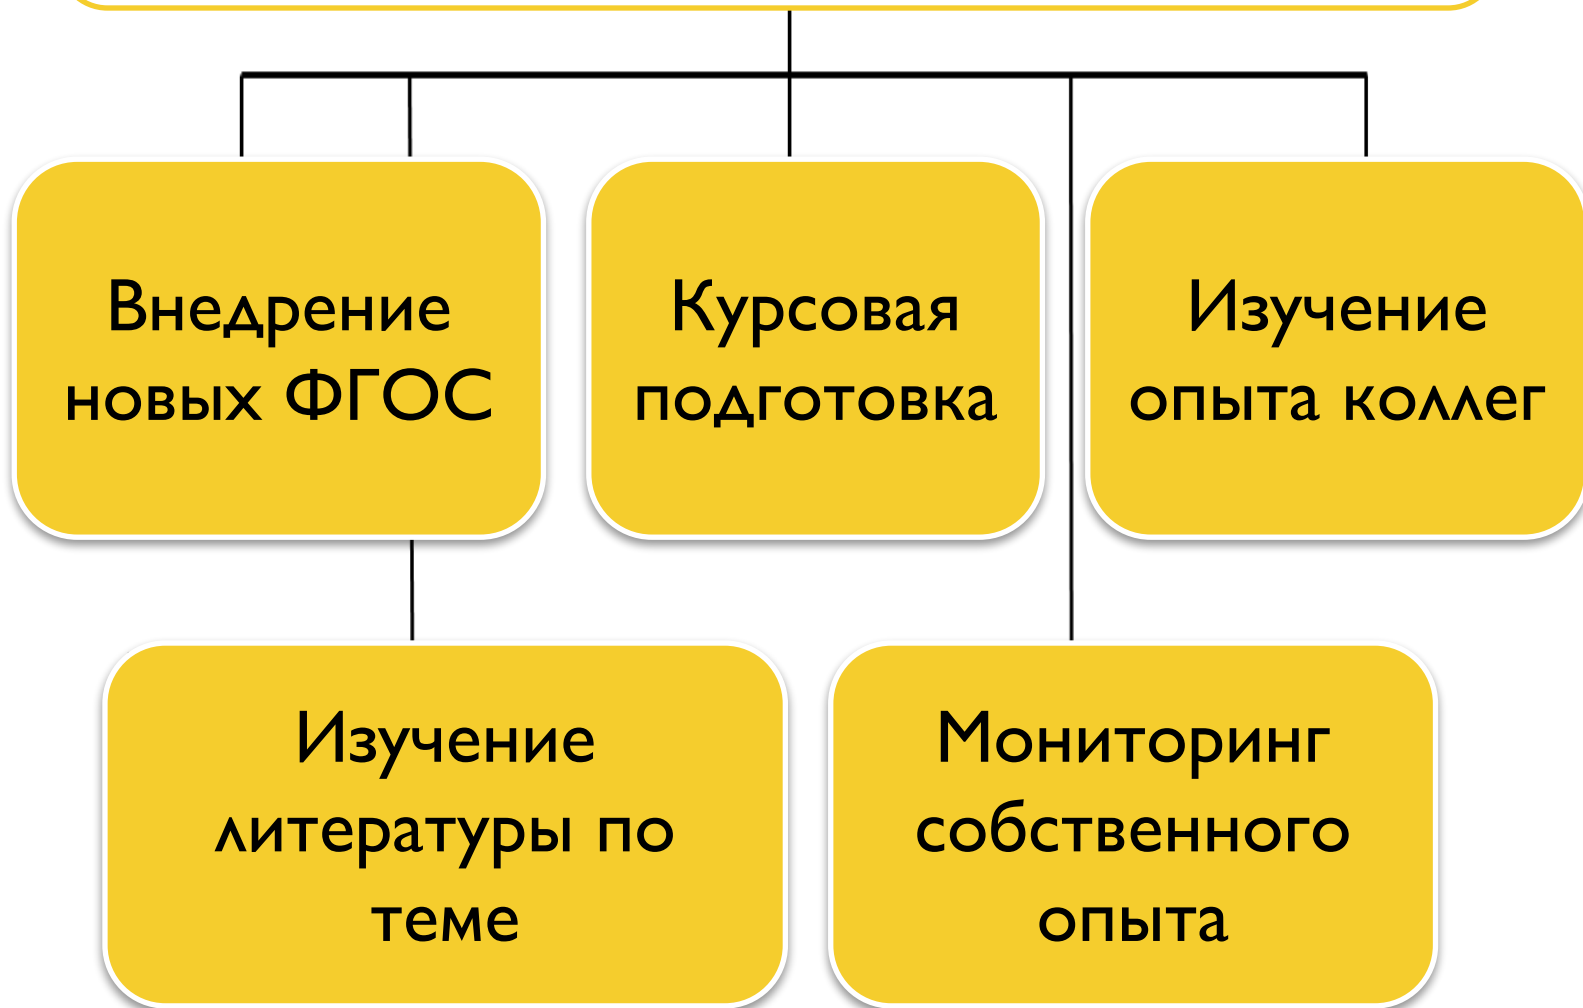 Внедрение
новых ФГОС
Курсовая
подготовка
Изучение
опыта коллег
Изучение
литературы по
теме
Мониторинг
собственного
опыта